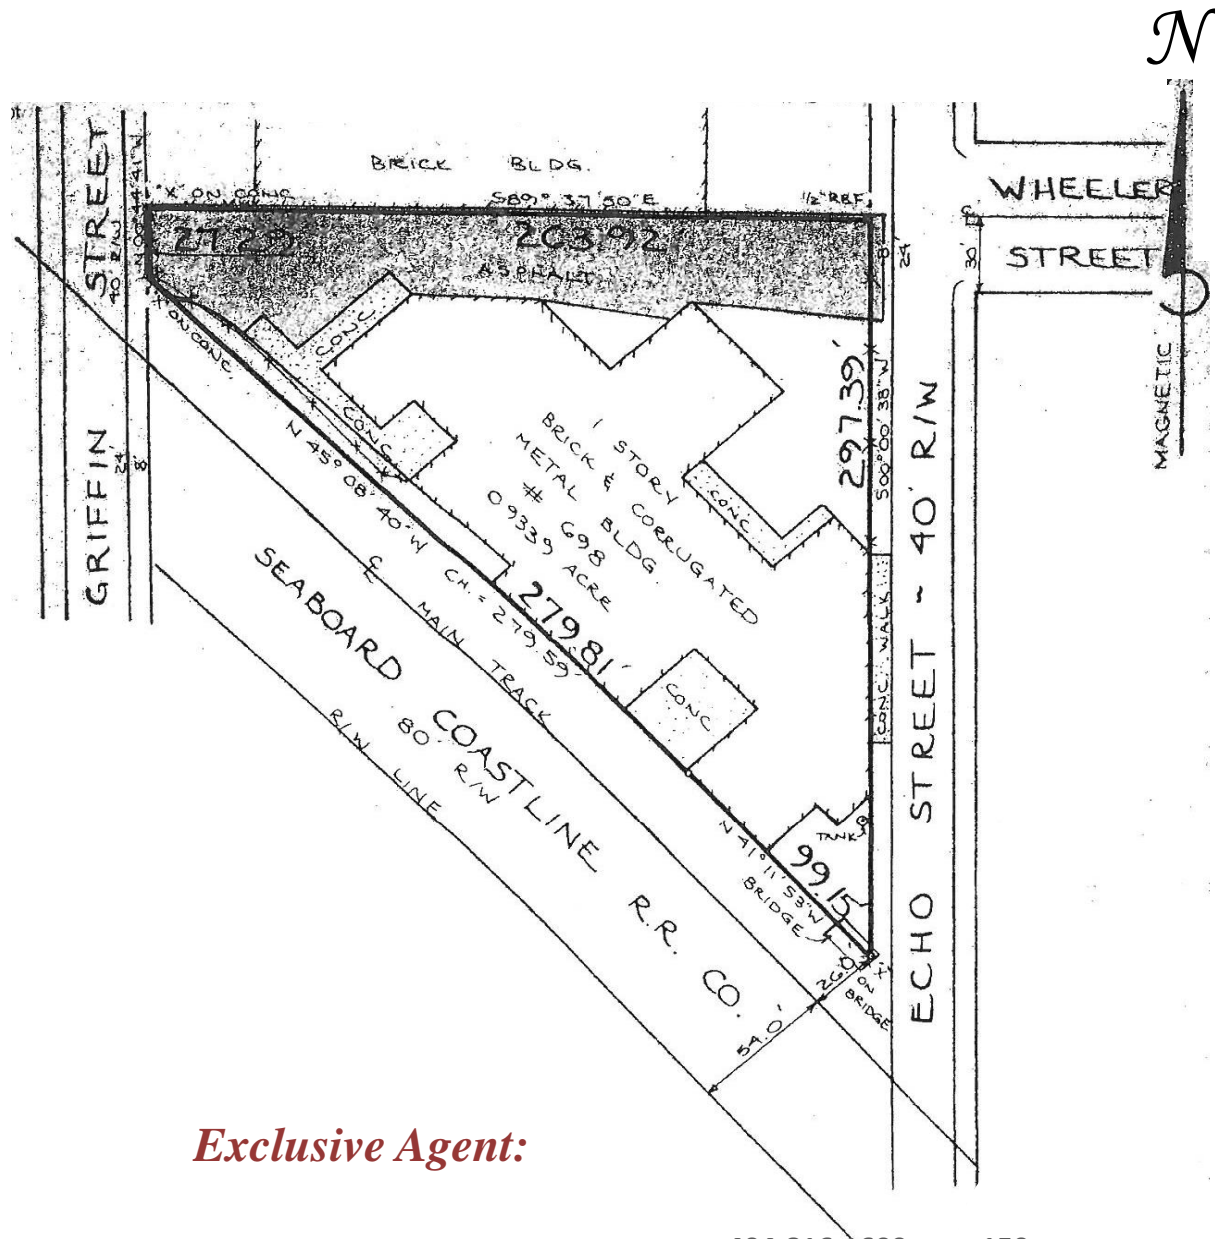 N
BRICK BLDG.
"X" ON CONC
S89° 37' 50" E
1/2" RBF.
27.29'
263.92'
ASPHALT
GRIFFIN STREET
40' R/W
24'
8'
"X" ON CONC.
CONC.
CONC.
WHEELER
STREET
30'
24'
8'
MAGNETIC
297.39'
S00° 00' 38" W
ECHO STREET ~ 40' R/W
1 STORY
BRICK & CORRUGATED
METAL BLDG.
# 698
0.9339 ACRE
CONC
CONC. WALK
N 45° 08' 40" W
CH. = 279.59'
279.81'
℄ MAIN TRACK
SEABOARD COASTLINE R.R. CO.
80' R/W
R/W LINE
CONC
TANK
99.15'
N 41° 11' 53" W
BRIDGE
26.0'
"X" ON
BRIDGE
54.0'
Exclusive Agent: